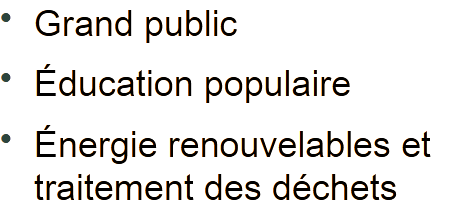 • Grand public
• Éducation populaire
• Énergie renouvelables et
traitement des déchets